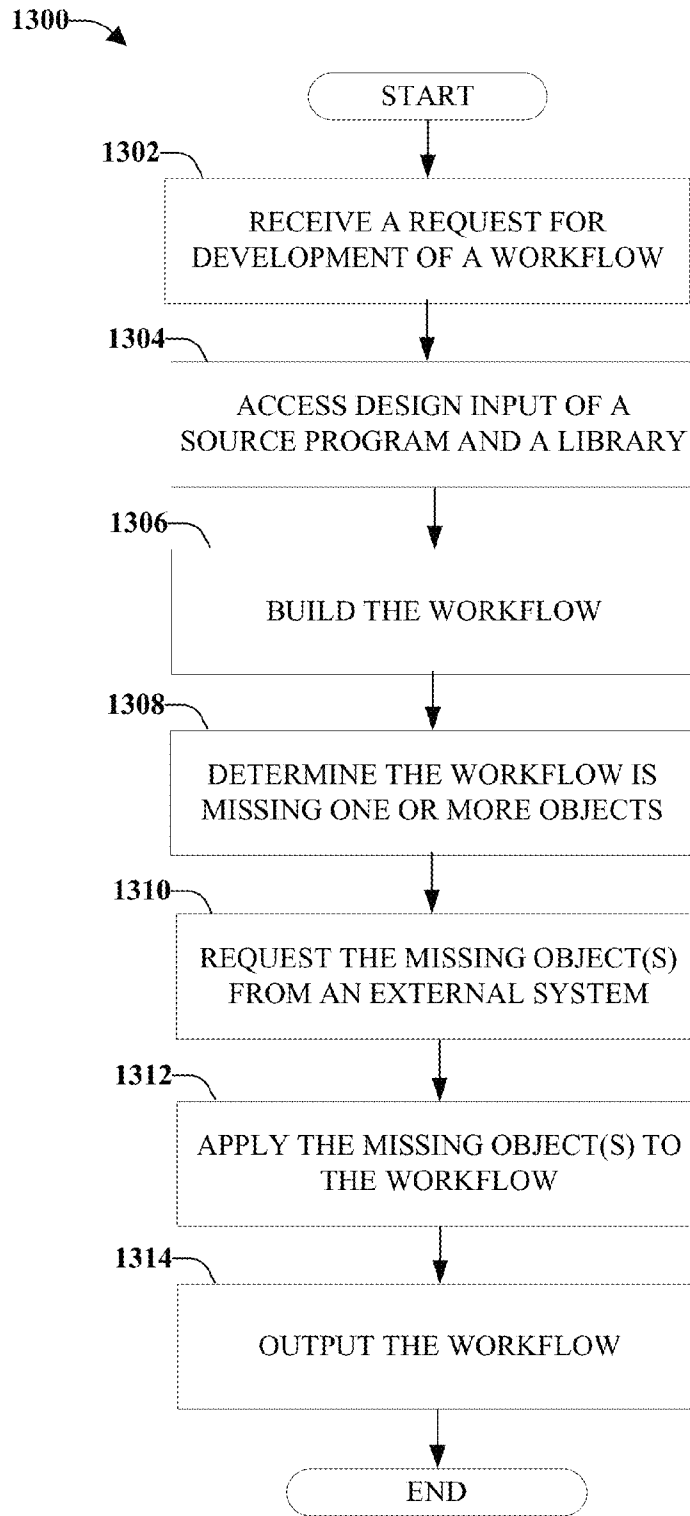 1300
START
1302
RECEIVE A REQUEST FOR
DEVELOPMENT OF A WORKFLOW
1304
ACCESS DESIGN INPUT OF A
SOURCE PROGRAM AND A LIBRARY
1306
BUILD THE WORKFLOW
1308
DETERMINE THE WORKFLOW IS
MISSING ONE OR MORE OBJECTS
1310
REQUEST THE MISSING OBJECT(S)
FROM AN EXTERNAL SYSTEM
1312
APPLY THE MISSING OBJECT(S) TO
THE WORKFLOW
1314
OUTPUT THE WORKFLOW
END